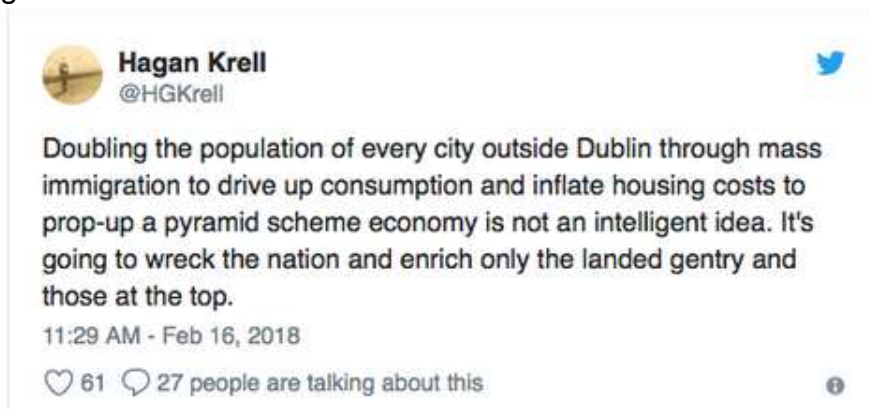 Hagan Krell
@HGKrell
Doubling the population of every city outside Dublin through mass
immigration to drive up consumption and inflate housing costs to
prop-up a pyramid scheme economy is not an intelligent idea. It's
going to wreck the nation and enrich only the landed gentry and
those at the top.
11:29 AM - Feb 16, 2018
61 27 people are talking about this